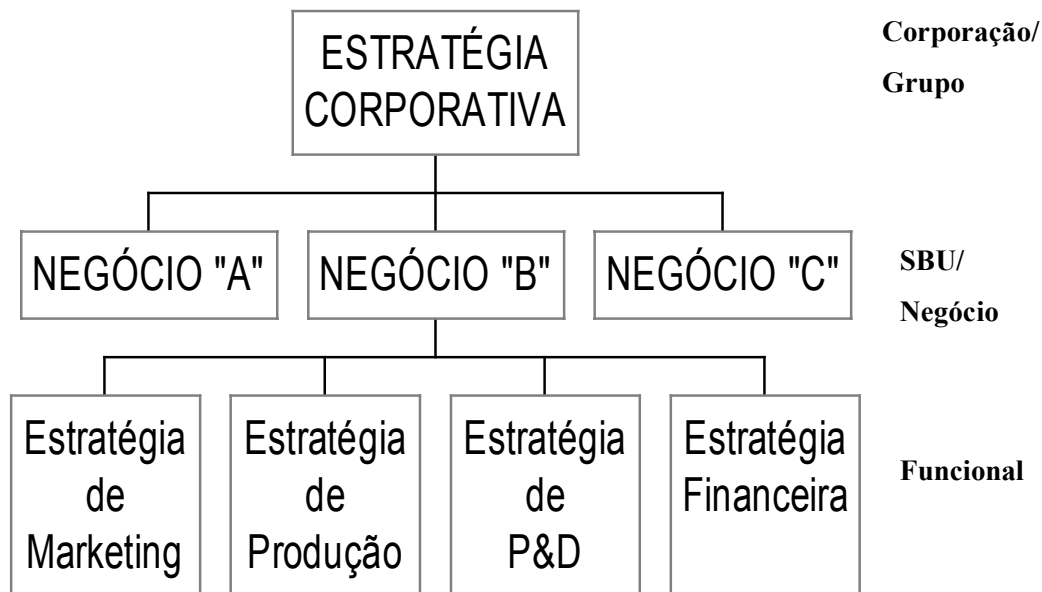 ESTRATÉGIA
CORPORATIVA
Corporação/
Grupo
NEGÓCIO "A"
NEGÓCIO "B"
NEGÓCIO "C"
SBU/
Negócio
Estratégia
de
Marketing
Estratégia
de
Produção
Estratégia
de
P&D
Estratégia
Financeira
Funcional